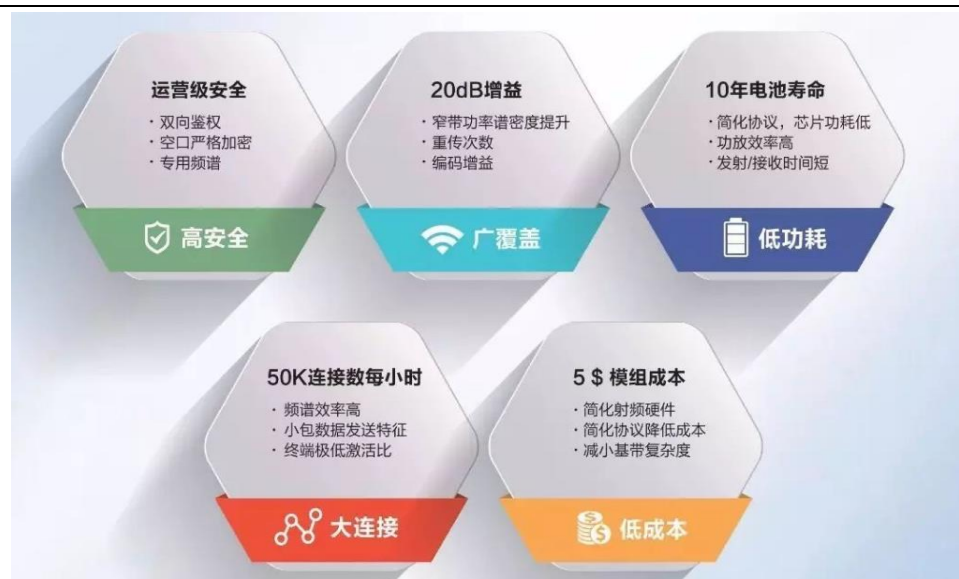 运营级安全
· 双向鉴权
· 空口严格加密
· 专用频谱
高安全
20dB增益
· 窄带功率谱密度提升
· 重传次数
· 编码增益
广覆盖
10年电池寿命
· 简化协议，芯片功耗低
· 功放效率高
· 发射/接收时间短
低功耗
50K连接数每小时
· 频谱效率高
· 小包数据发送特征
· 终端极低激活比
大连接
5 $ 模组成本
· 简化射频硬件
· 简化协议降低成本
· 减小基带复杂度
低成本